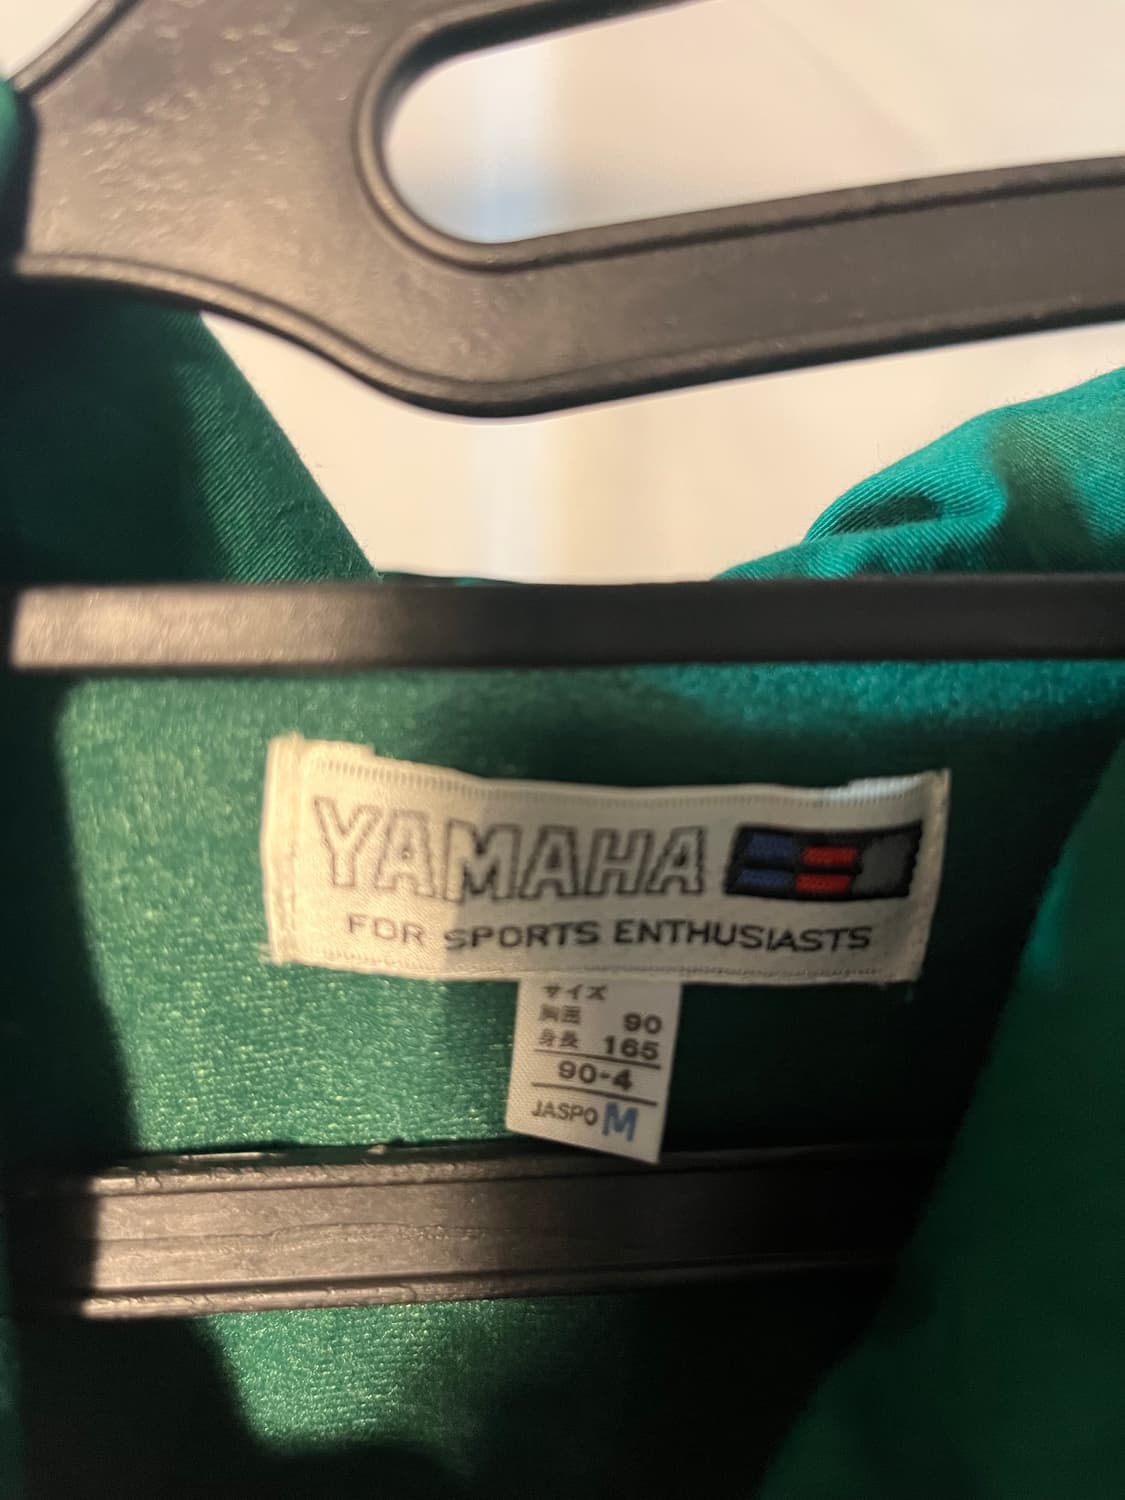 YAMAHA
FOR SPORTS ENTHUSIASTS
サイズ
胸囲 90
身長 165
90-4
JASPO M